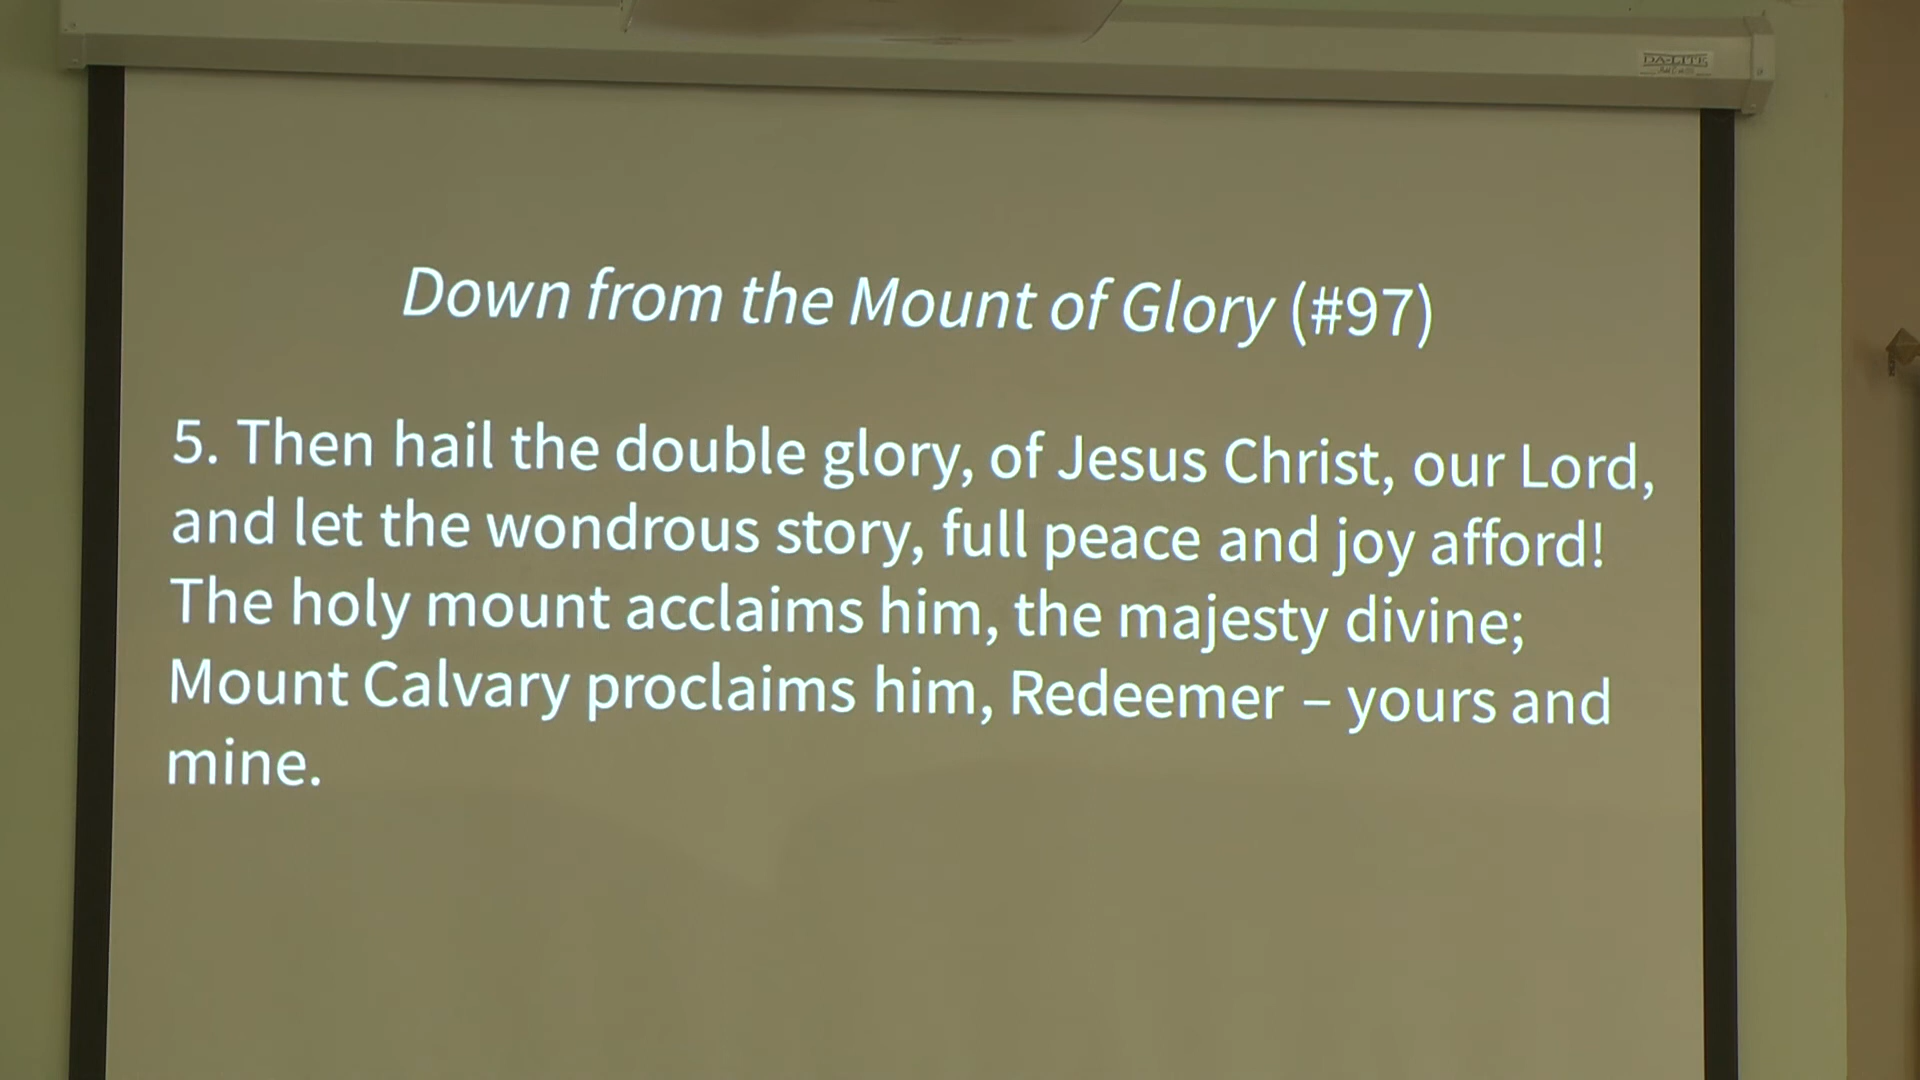 DA-LITE
Down from the Mount of Glory (#97)
5. Then hail the double glory, of Jesus Christ, our Lord,
and let the wondrous story, full peace and joy afford!
The holy mount acclaims him, the majesty divine;
Mount Calvary proclaims him, Redeemer – yours and
mine.